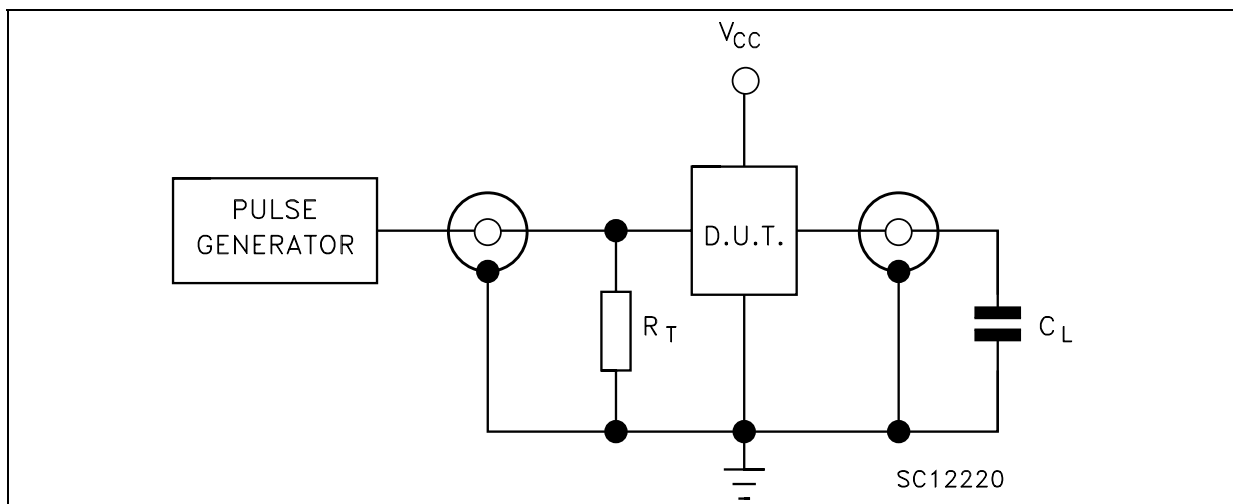 VCC
PULSE
GENERATOR
D.U.T.
RT
CL
SC12220